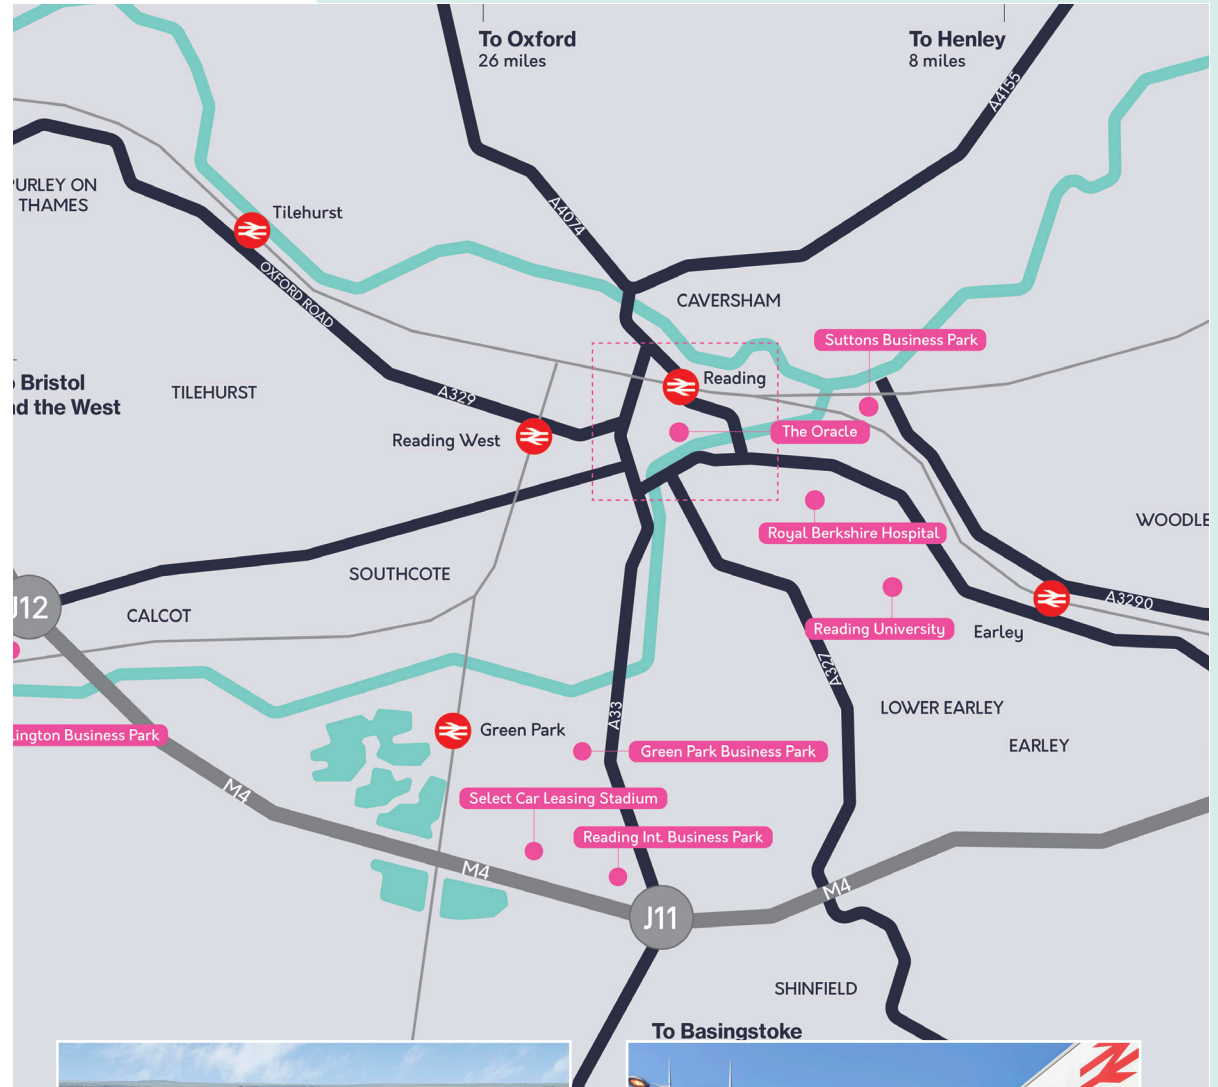 To Oxford
26 miles
To Henley
8 miles
A4155
URLEY ON
THAMES
Tilehurst
A4074
OXFORD ROAD
CAVERSHAM
Suttons Business Park
Bristol
d the West
TILEHURST
Reading
A329
Reading West
The Oracle
WOODLE
Royal Berkshire Hospital
SOUTHCOTE
J12
CALCOT
A3290
Reading University
Earley
A327
LOWER EARLEY
A33
Green Park
lington Business Park
EARLEY
Green Park Business Park
M4
Select Car Leasing Stadium
Reading Int. Business Park
M4
M4
J11
SHINFIELD
To Basingstoke